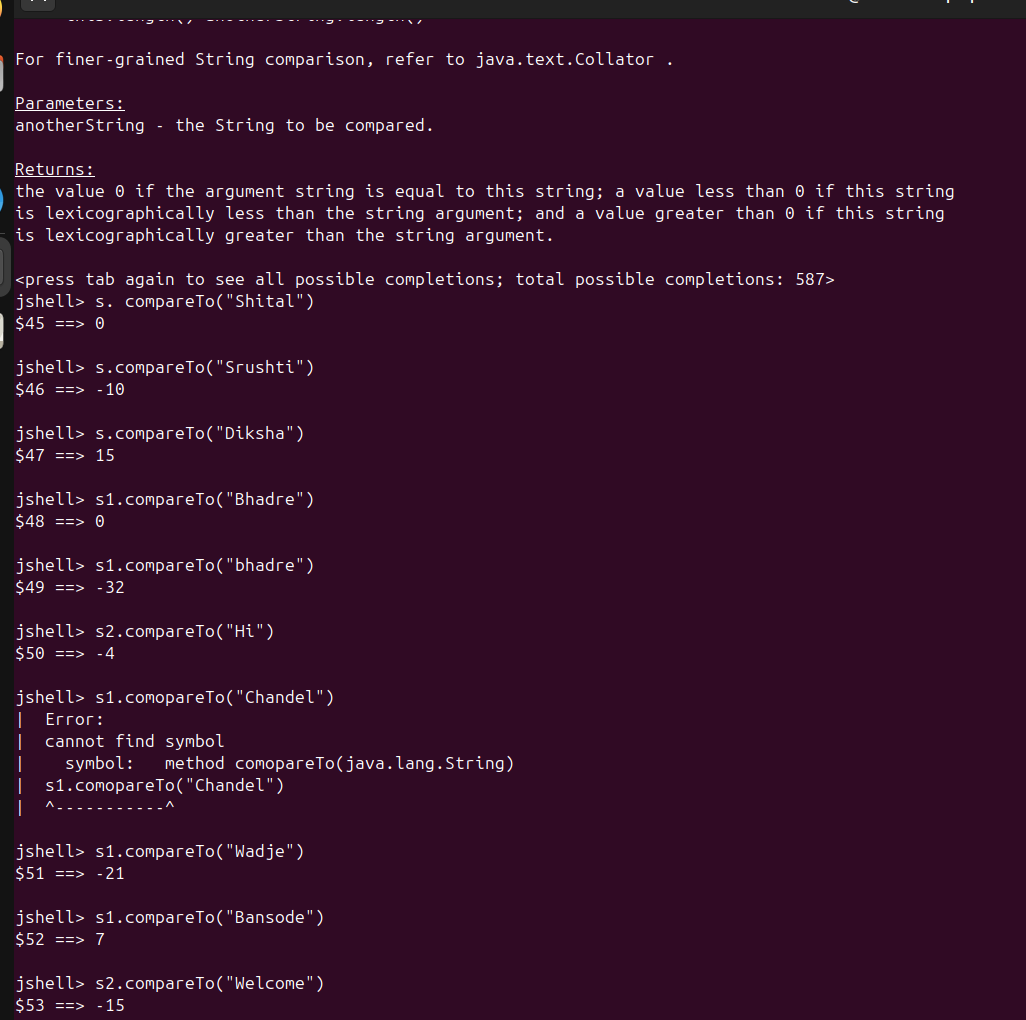 For finer-grained String comparison, refer to java.text.Collator .
Parameters:
anotherString - the String to be compared.
Returns:
the value 0 if the argument string is equal to this string; a value less than 0 if this string
is lexicographically less than the string argument; and a value greater than 0 if this string
is lexicographically greater than the string argument.
<press tab again to see all possible completions; total possible completions: 587>
jshell> s. compareTo("Shital")
$45 ==> 0
jshell> s.compareTo("Srushti")
$46 ==> -10
jshell> s.compareTo("Diksha")
$47 ==> 15
jshell> s1.compareTo("Bhadre")
$48 ==> 0
jshell> s1.compareTo("bhadre")
$49 ==> -32
jshell> s2.compareTo("Hi")
$50 ==> -4
jshell> s1.comopareTo("Chandel")
|  Error:
|  cannot find symbol
|    symbol:   method comopareTo(java.lang.String)
|  s1.comopareTo("Chandel")
|  ^-----------^
jshell> s1.compareTo("Wadje")
$51 ==> -21
jshell> s1.compareTo("Bansode")
$52 ==> 7
jshell> s2.compareTo("Welcome")
$53 ==> -15